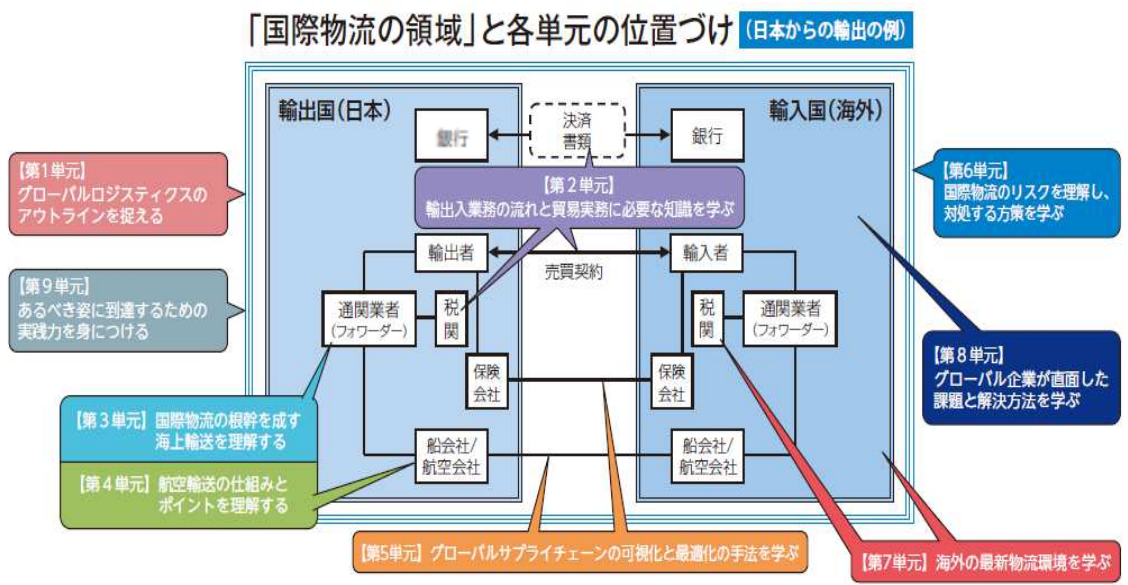 「国際物流の領域」と各単元の位置づけ (日本からの輸出の例)
輸出国(日本)
輸入国(海外)
銀行
決済
書類
銀行
【第1単元】
グローバルロジスティクスの
アウトラインを捉える
【第2単元】
輸出入業務の流れと貿易実務に必要な知識を学ぶ
【第6単元】
国際物流のリスクを理解し、
対処する方策を学ぶ
輸出者
売買契約
輸入者
【第9単元】
あるべき姿に到達するための
実践力を身につける
通関業者
(フォワーダー)
税
関
税
関
通関業者
(フォワーダー)
【第8単元】
グローバル企業が直面した
課題と解決方法を学ぶ
保険
会社
保険
会社
【第3単元】国際物流の根幹を成す
海上輸送を理解する
船会社/
航空会社
船会社/
航空会社
【第4単元】航空輸送の仕組みと
ポイントを理解する
【第5単元】グローバルサプライチェーンの可視化と最適化の手法を学ぶ
【第7単元】海外の最新物流環境を学ぶ